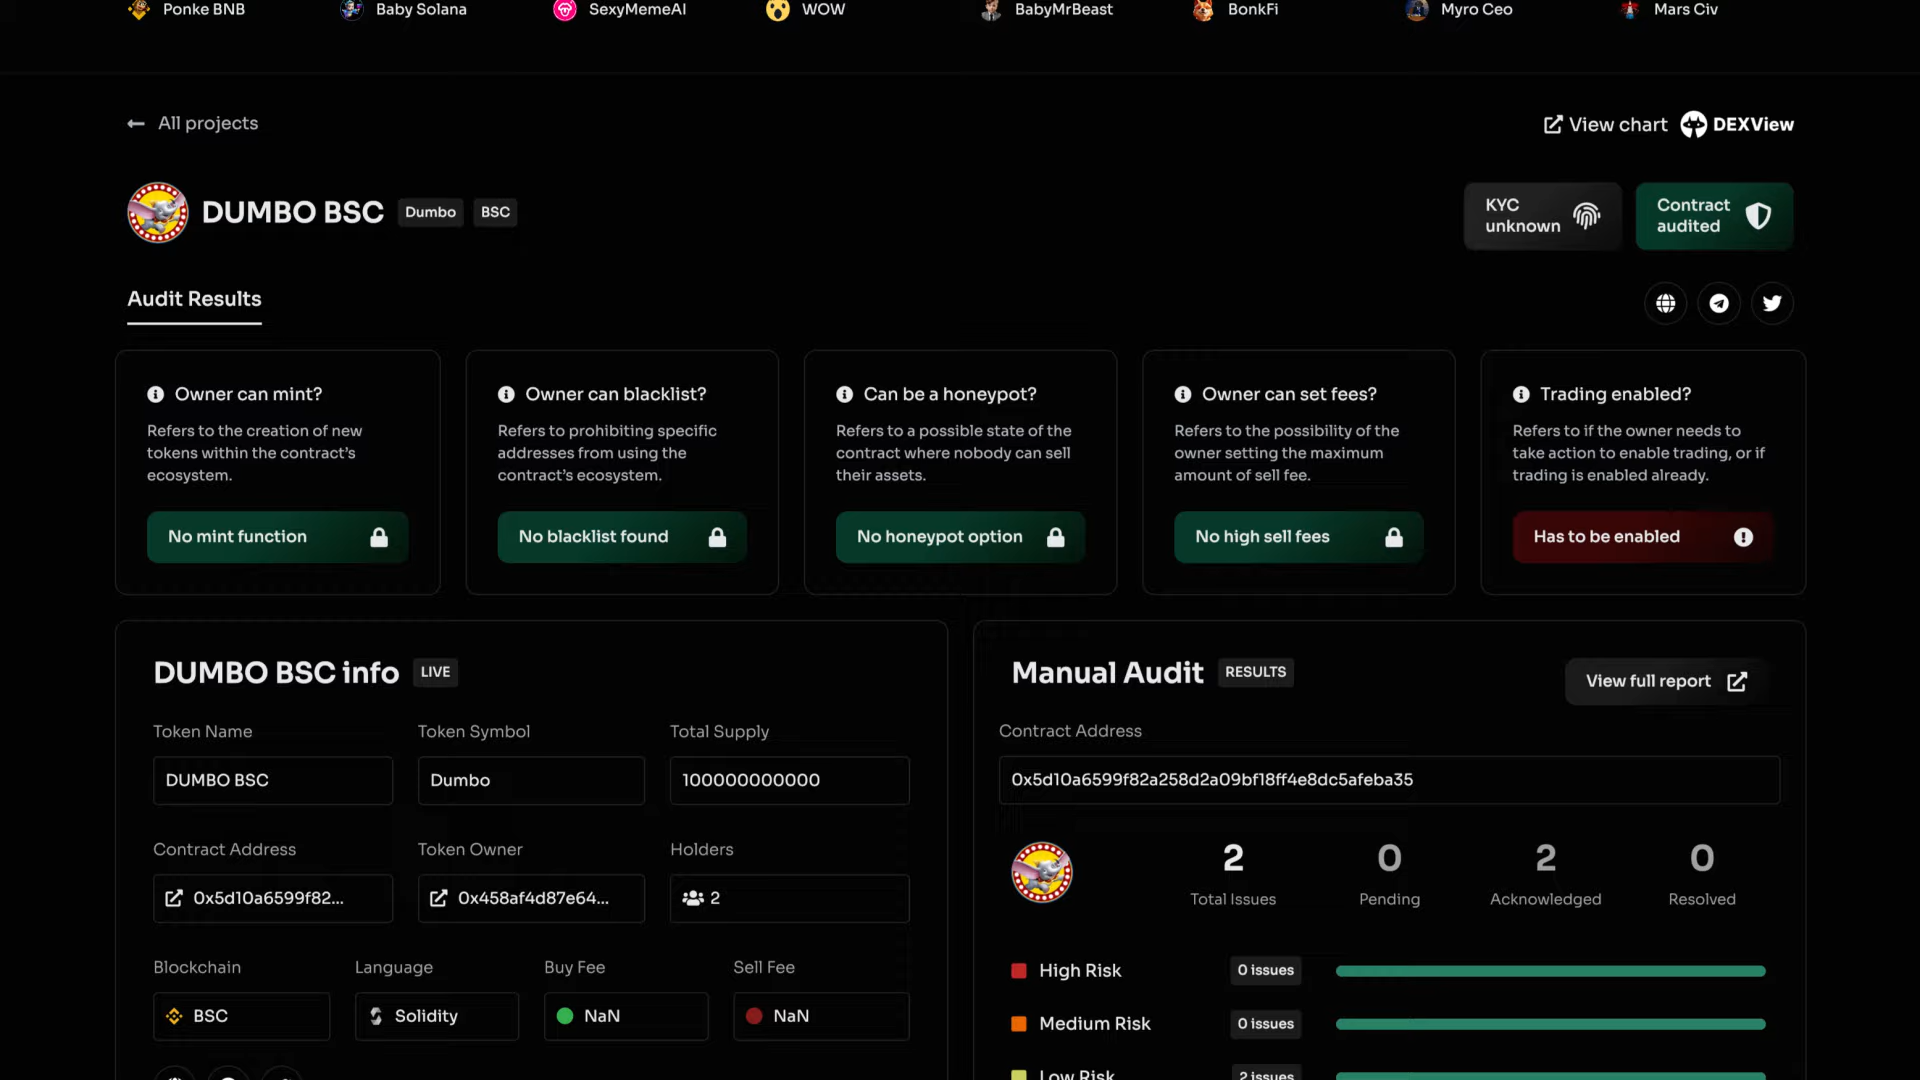 Ponke BNB
Baby Solana
SexyMemeAI
WOW
BabyMrBeast
BonkFi
Myro Ceo
Mars Civ
All projects
View chart DEXView
DUMBO BSC
Dumbo
BSC
KYC
unknown
Contract
audited
Audit Results
Owner can mint?
Refers to the creation of new
tokens within the contract's
ecosystem.
No mint function
Owner can blacklist?
Refers to prohibiting specific
addresses from using the
contract's ecosystem.
No blacklist found
Can be a honeypot?
Refers to a possible state of the
contract where nobody can sell
their assets.
No honeypot option
Owner can set fees?
Refers to the possibility of the
owner setting the maximum
amount of sell fee.
No high sell fees
Trading enabled?
Refers to if the owner needs to
take action to enable trading, or if
trading is enabled already.
Has to be enabled
DUMBO BSC info
LIVE
Token Name
Token Symbol
Total Supply
DUMBO BSC
Dumbo
100000000000
Contract Address
Token Owner
Holders
0x5d10a6599f82...
0x458af4d87e64...
2
Blockchain
Language
Buy Fee
Sell Fee
BSC
Solidity
NaN
NaN
Manual Audit
RESULTS
View full report
Contract Address
0x5d10a6599f82a258d2a09bf18ff4e8dc5afeba35
2
Total Issues
0
Pending
2
Acknowledged
0
Resolved
High Risk
0 issues
Medium Risk
0 issues
Low Risk
2 issues